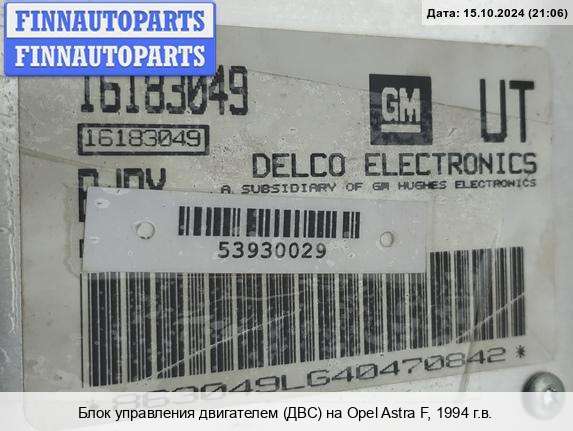 FINNAUTOPARTS
FINNAUTOPARTS
Дата: 15.10.2024 (21:06)
16183049
GM
UT
16183049
DELCO ELECTRONICS
A SUBSIDIARY OF GM HUGHES ELECTRONICS
53930029
*863049LG40470842*
Блок управления двигателем (ДВС) на Opel Astra F, 1994 г.в.